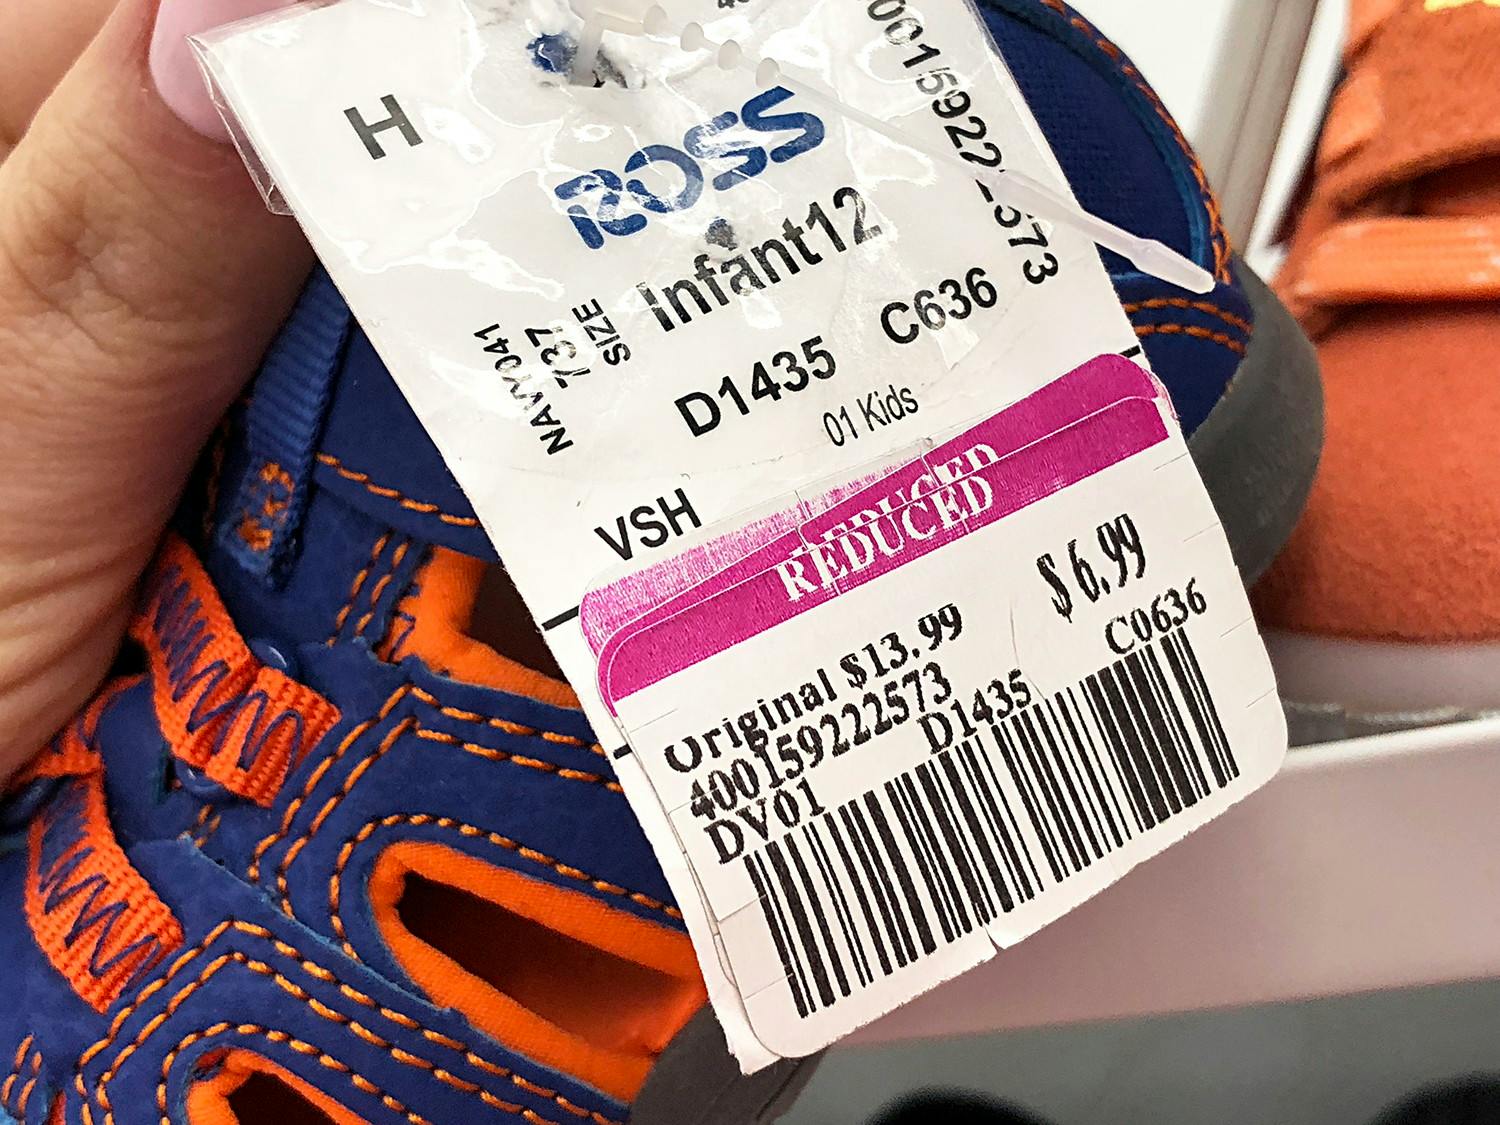 H
ROSS
Infant12
SIZE
737
NAVY041
D1435 C636
01 Kids
VSH
REDUCED
REDUCED
$6.99
Original $13.99
400159222573 C0636
DV01 D1435